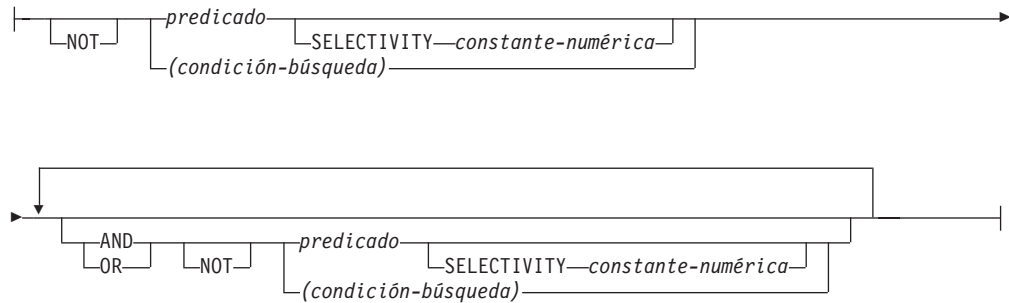 predicado
NOT SELECTIVITY constante-numérica
(condición-búsqueda)
AND predicado
OR NOT SELECTIVITY constante-numérica
(condición-búsqueda)